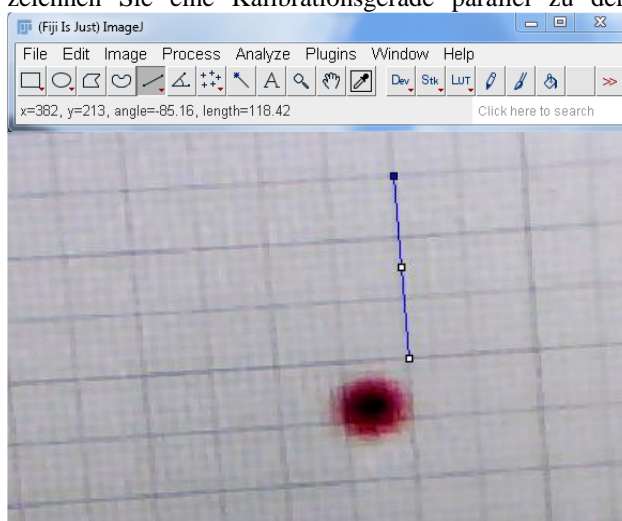 zeichnen Sie eine Kalibrationsgerade parallel zu den
(Fiji Is Just) ImageJ
File Edit Image Process Analyze Plugins Window Help
Dev Stk LUT >>
x=382, y=213, angle=-85.16, length=118.42 Click here to search